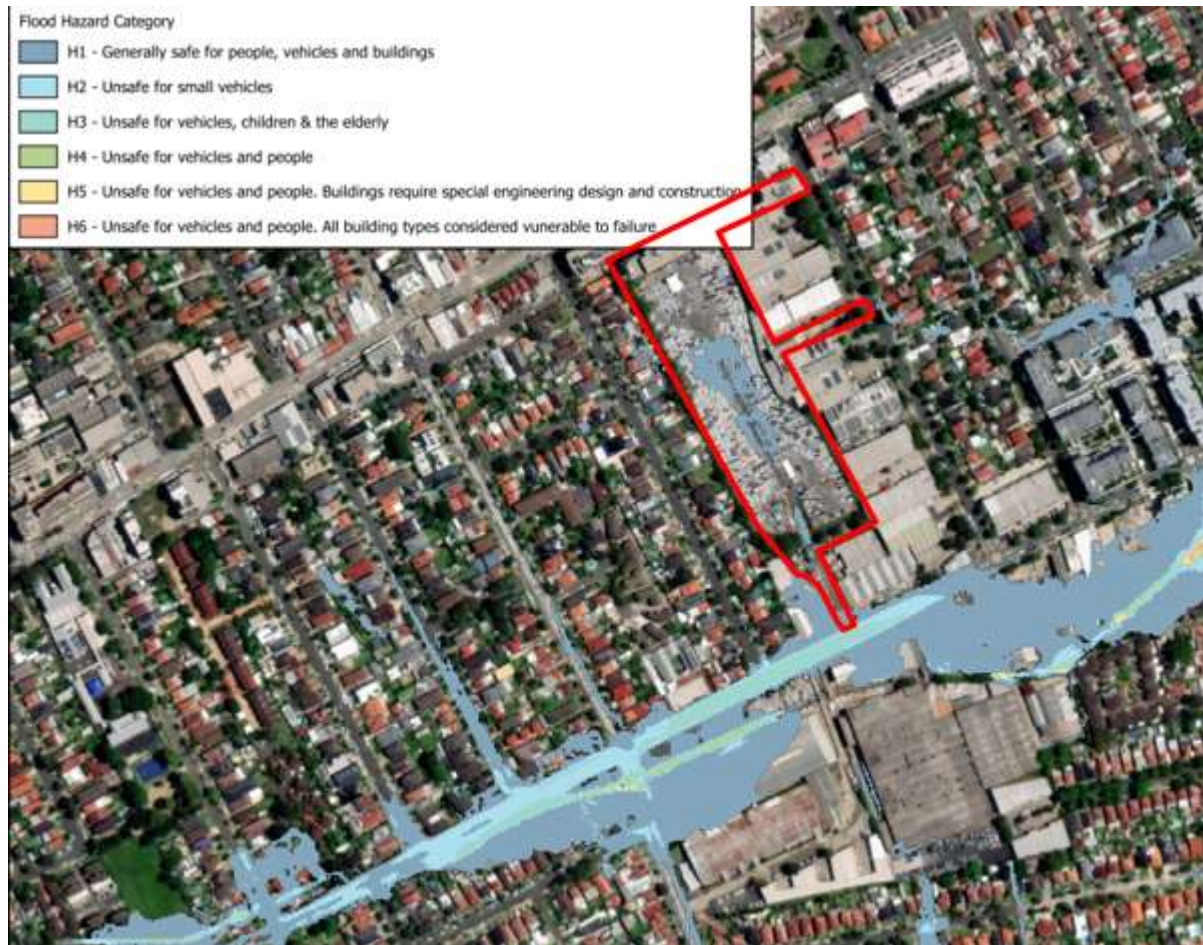 Flood Hazard Category
H1 - Generally safe for people, vehicles and buildings
H2 - Unsafe for small vehicles
H3 - Unsafe for vehicles, children & the elderly
H4 - Unsafe for vehicles and people
H5 - Unsafe for vehicles and people. Buildings require special engineering design and construction
H6 - Unsafe for vehicles and people. All building types considered vunerable to failure